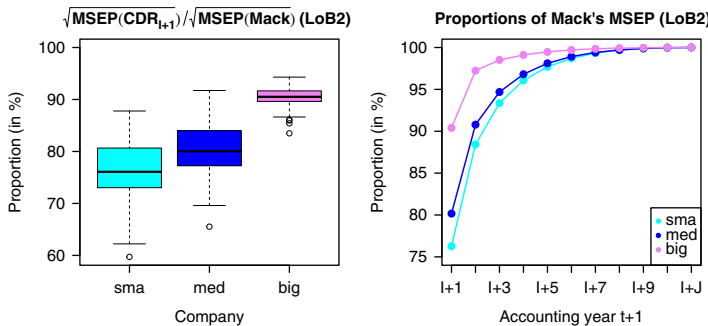 √MSEP(CDR_I+1)/√MSEP(Mack) (LoB2)
Proportion (in %)
100
90
80
70
60
sma med big
Company
Proportions of Mack's MSEP (LoB2)
Proportion (in %)
100
95
90
85
80
75
sma
med
big
I+1 I+3 I+5 I+7 I+9 I+J
Accounting year t+1